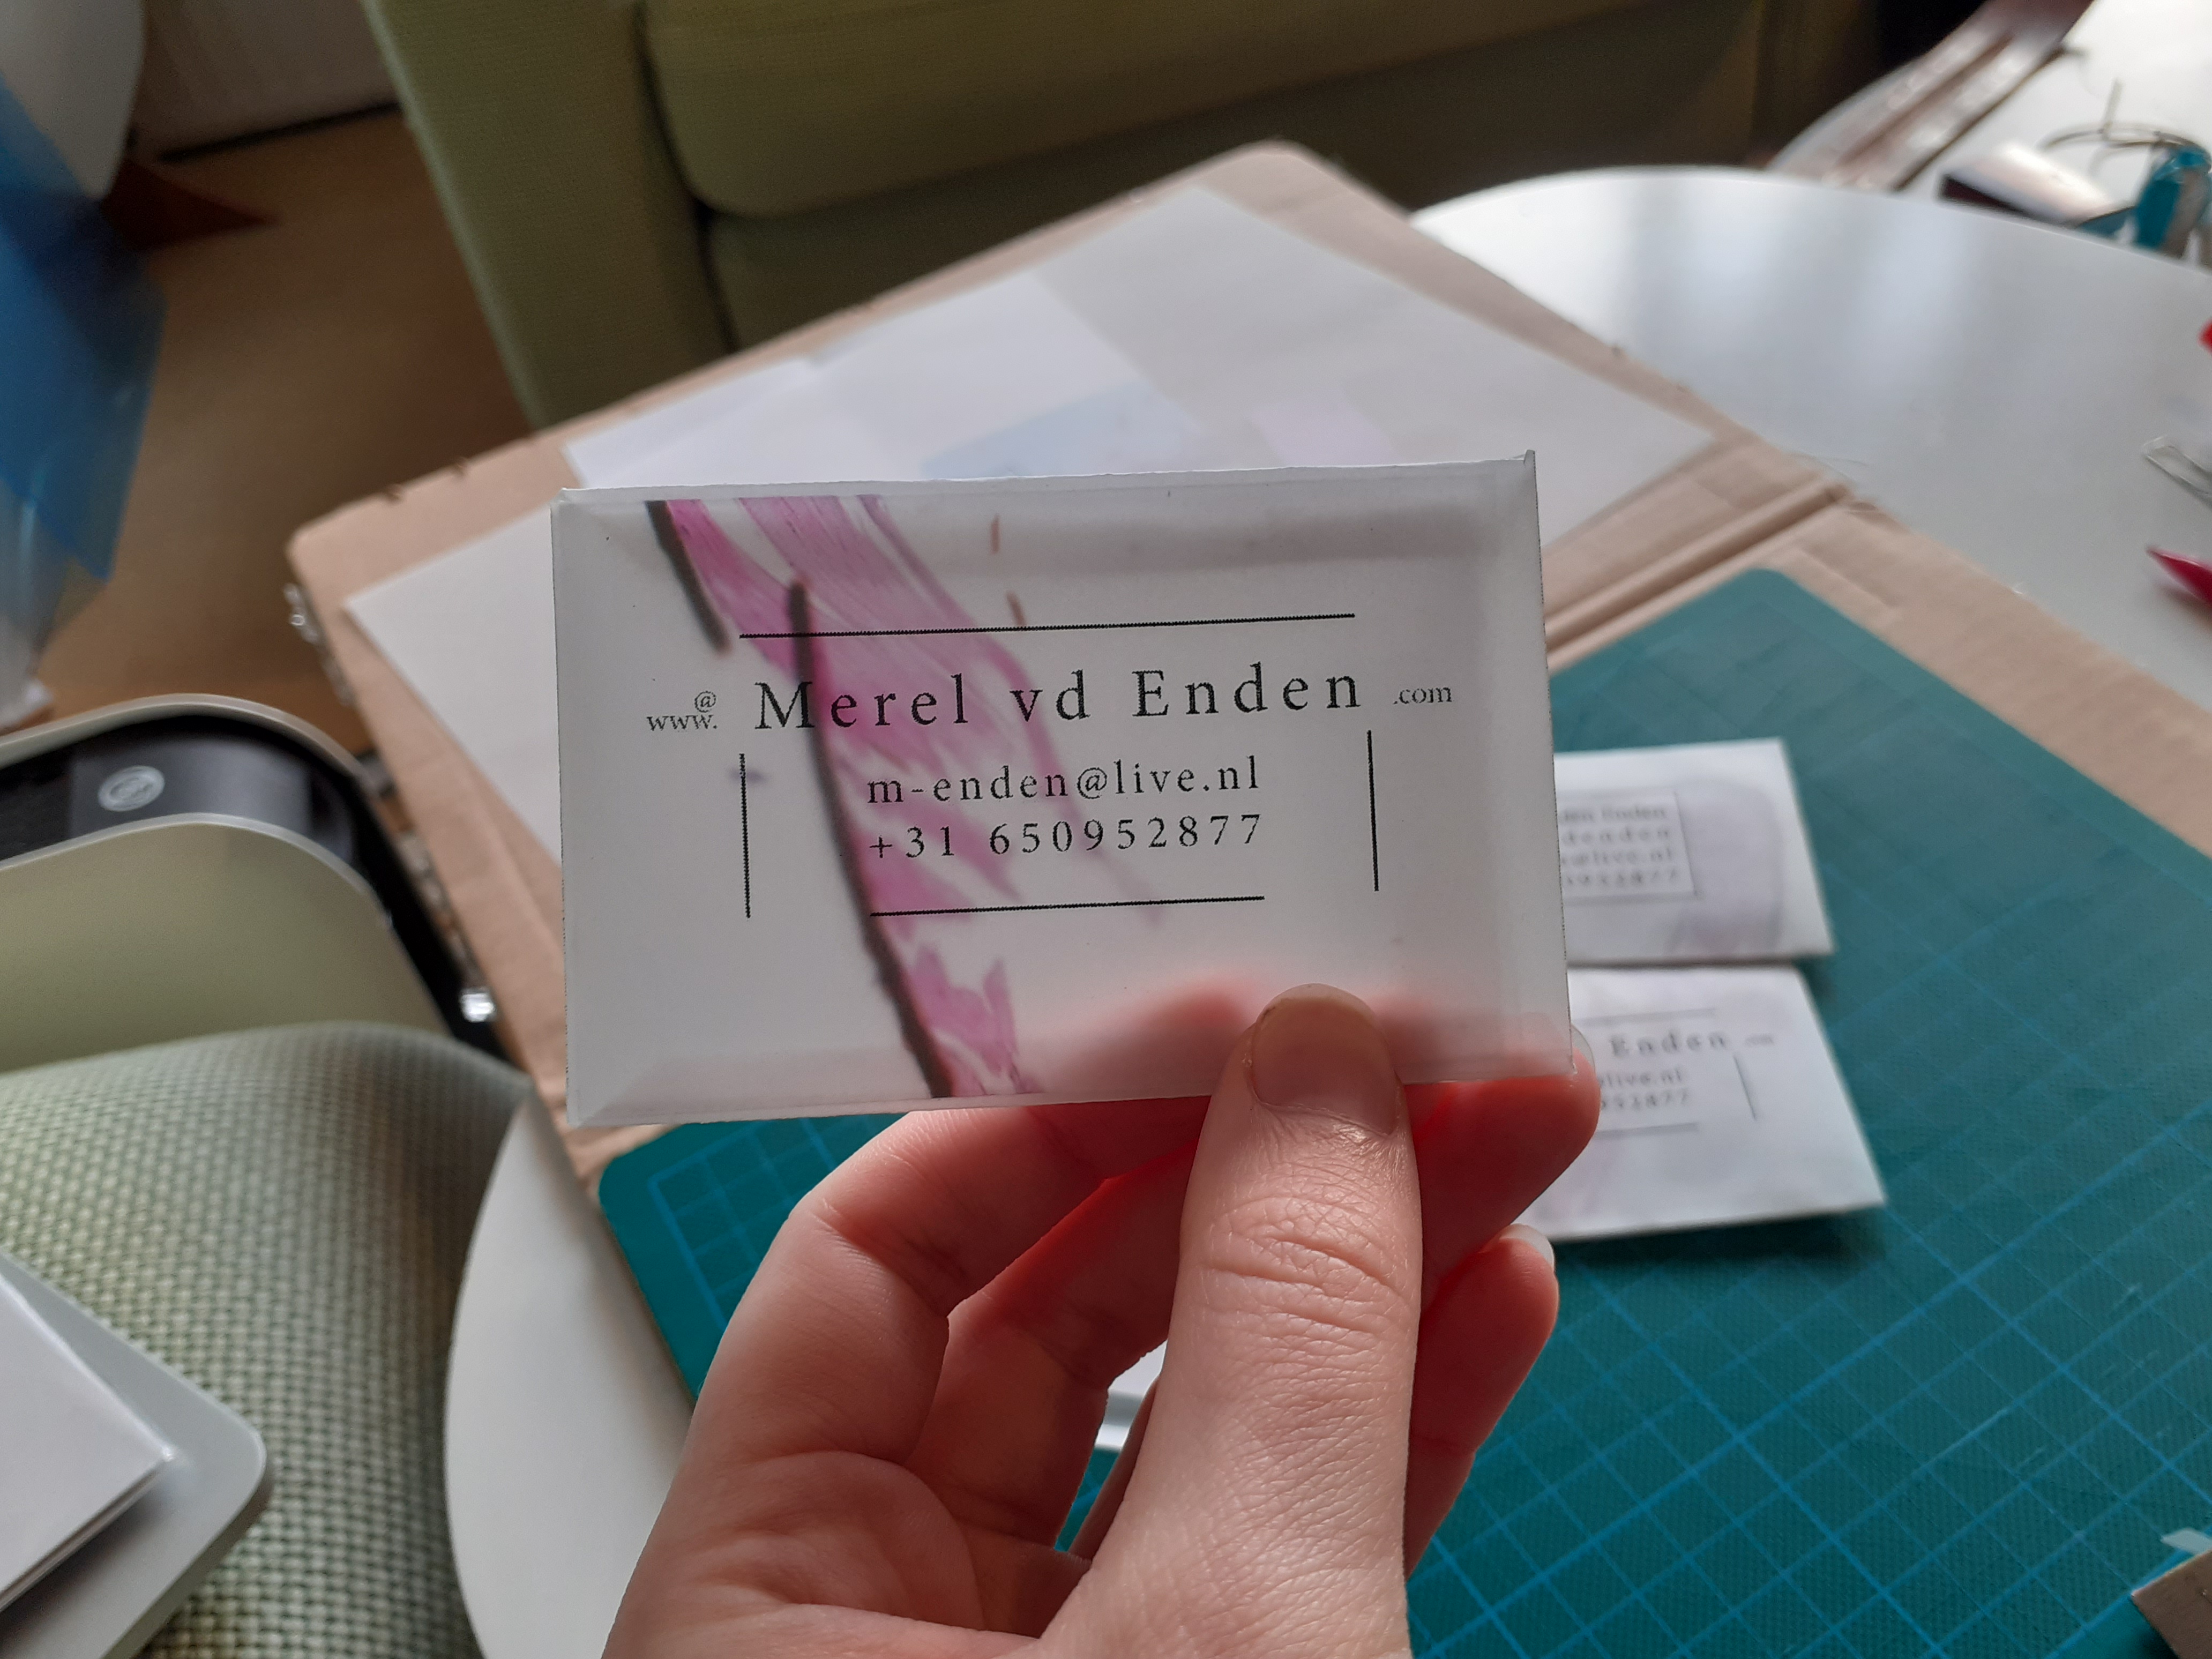 @
www. Merel vd Enden .com
m-enden@live.nl
+31 650952877
Enden